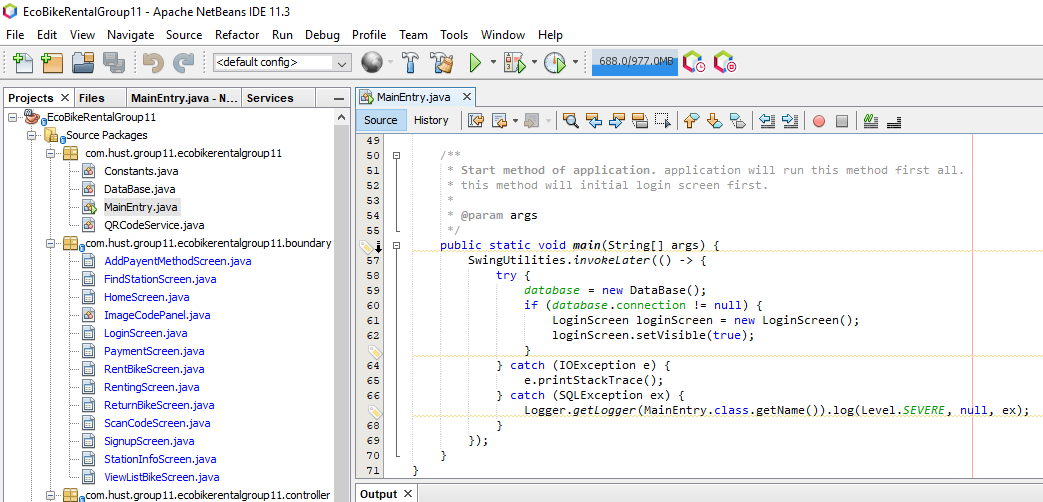 EcoBikeRentalGroup11 - Apache NetBeans IDE 11.3
File Edit View Navigate Source Refactor Run Debug Profile Team Tools Window Help
<default config>
688.0/977.0MB
Projects Files MainEntry.java - N... Services
EcoBikeRentalGroup11
Source Packages
com.hust.group11.ecobikerentalgroup11
Constants.java
DataBase.java
MainEntry.java
QRCodeService.java
com.hust.group11.ecobikerentalgroup11.boundary
AddPayentMethodScreen.java
FindStationScreen.java
HomeScreen.java
ImageCodePanel.java
LoginScreen.java
PaymentScreen.java
RentBikeScreen.java
RentingScreen.java
ReturnBikeScreen.java
ScanCodeScreen.java
SignupScreen.java
StationInfoScreen.java
ViewListBikeScreen.java
com.hust.group11.ecobikerentalgroup11.controller
MainEntry.java
Source History
49
50 /**
51 * Start method of application. application will run this method first all.
52 * this method will initial login screen first.
53 *
54 * @param args
55 */
public static void main(String[] args) {
57 SwingUtilities.invokeLater(() -> {
58 try {
59 database = new DataBase();
60 if (database.connection != null) {
61 LoginScreen loginScreen = new LoginScreen();
62 loginScreen.setVisible(true);
}
64 } catch (IOException e) {
65 e.printStackTrace();
66 } catch (SQLException ex) {
Logger.getLogger(MainEntry.class.getName()).log(Level.SEVERE, null, ex);
68 }
69 });
70 }
71 }
Output